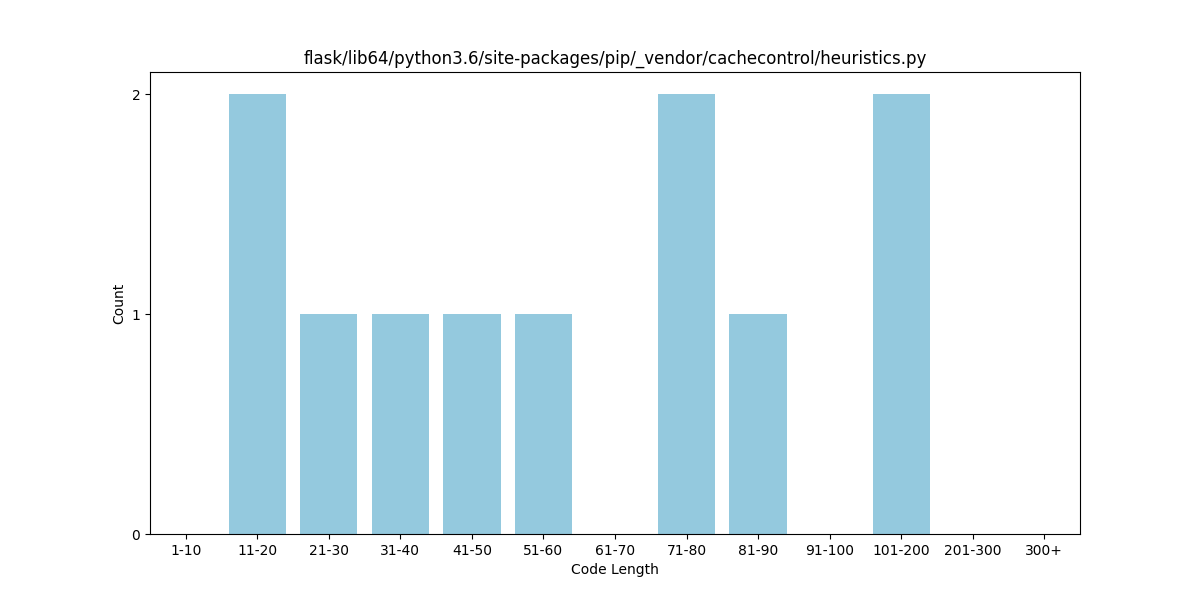 flask/lib64/python3.6/site-packages/pip/_vendor/cachecontrol/heuristics.py
2
1
0
Count
1-10 11-20 21-30 31-40 41-50 51-60 61-70 71-80 81-90 91-100 101-200 201-300 300+
Code Length